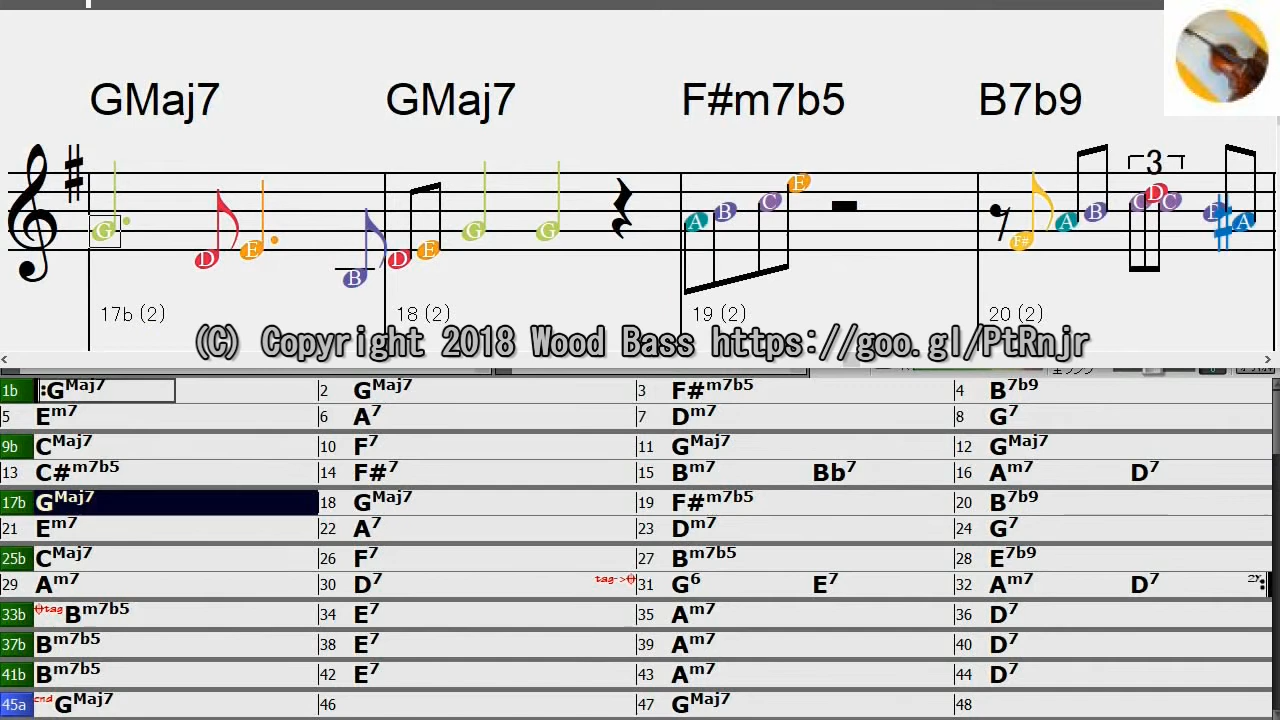 GMaj7 GMaj7 F#m7b5 B7b9
3
G D E B D E G G A B C E F# A B C D C F A
17b (2) 18 (2) 19 (2) 20 (2)
(C) Copyright 2018 Wood Bass https://goo.gl/PtRnjr
1b GMaj7 2 GMaj7 3 F#m7b5 4 B7b9
5 Em7 6 A7 7 Dm7 8 G7
9b CMaj7 10 F7 11 GMaj7 12 GMaj7
13 C#m7b5 14 F#7 15 Bm7 Bb7 16 Am7 D7
17b GMaj7 18 GMaj7 19 F#m7b5 20 B7b9
21 Em7 22 A7 23 Dm7 24 G7
25b CMaj7 26 F7 27 Bm7b5 28 E7b9
29 Am7 30 D7 tag-> 31 G6 E7 32 Am7 D7 2x
33b tag Bm7b5 34 E7 35 Am7 36 D7
37b Bm7b5 38 E7 39 Am7 40 D7
41b Bm7b5 42 E7 43 Am7 44 D7
45a end GMaj7 46 47 GMaj7 48